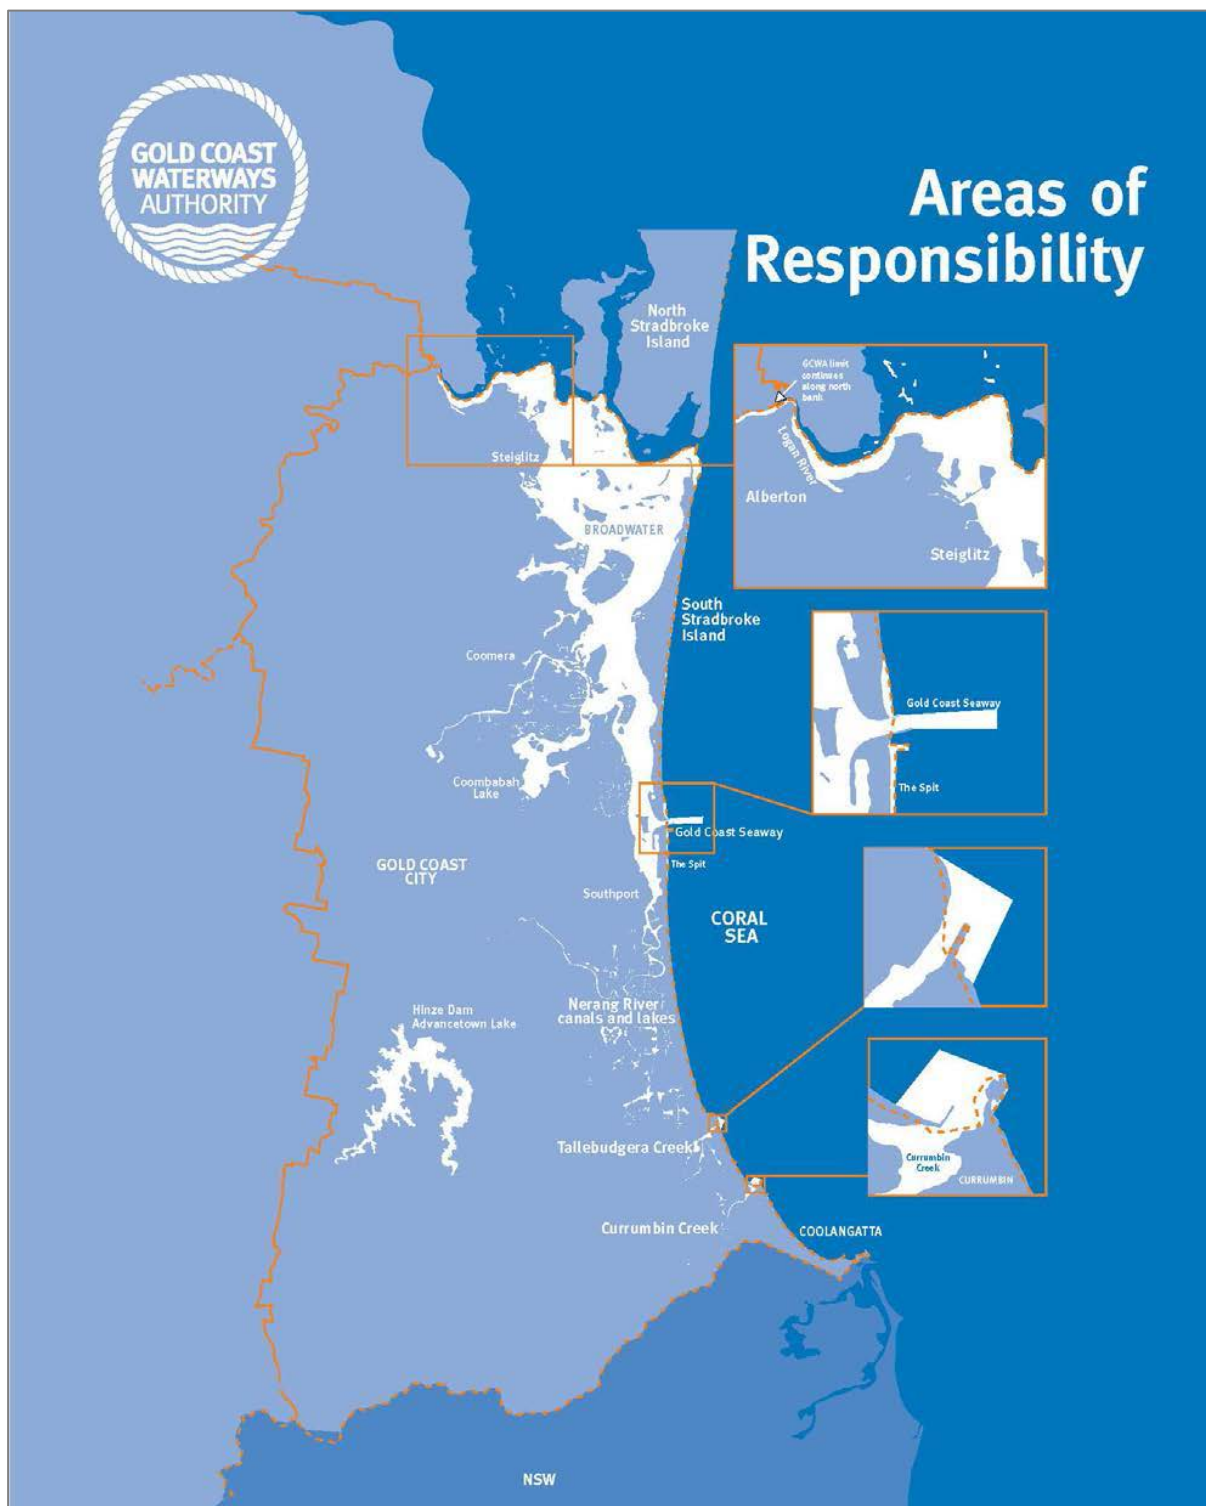 GOLD COAST
WATERWAYS
AUTHORITY
Areas of
Responsibility
North
Stradbroke
Island
GCWA limit
continues
along north
bank
Logan River
Alberton
Steiglitz
Steiglitz
BROADWATER
South
Stradbroke
Island
Coomera
Gold Coast Seaway
The Spit
Coombabah
Lake
Gold Coast Seaway
The Spit
GOLD COAST
CITY
Southport
CORAL
SEA
Hinze Dam
Advancetown Lake
Nerang River
canals and lakes
Tallebudgera Creek
Currumbin
Creek
CURRUMBIN
Currumbin Creek
COOLANGATTA
NSW